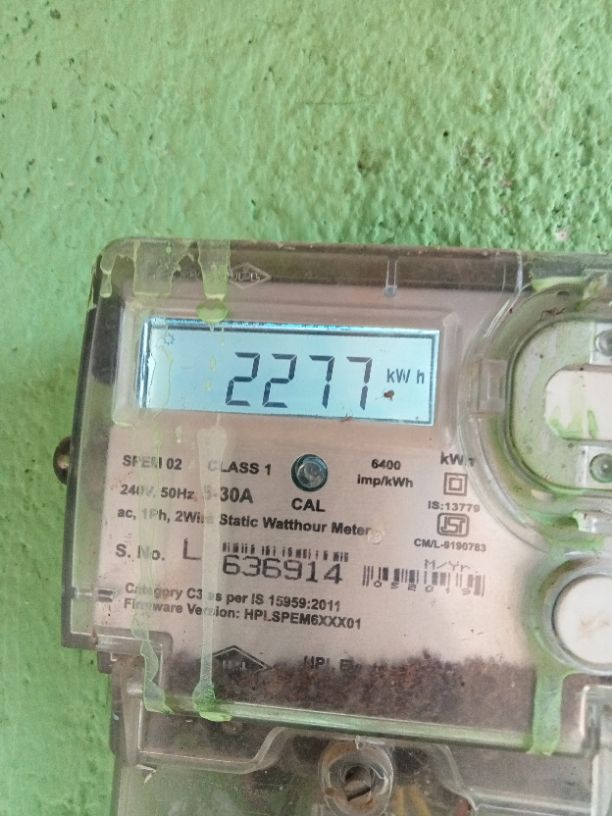 2277 kWh
SPEM 02 CLASS 1
6400
imp/kWh
240V, 50Hz, 5-30A
CAL
IS:13779
ac, 1Ph, 2Wire Static Watthour Meter
CM/L-9190783
S. No. L 636914
M/Yr
Category C3 as per IS 15959:2011
Firmware Version: HPLSPEM6XXX01
HPL